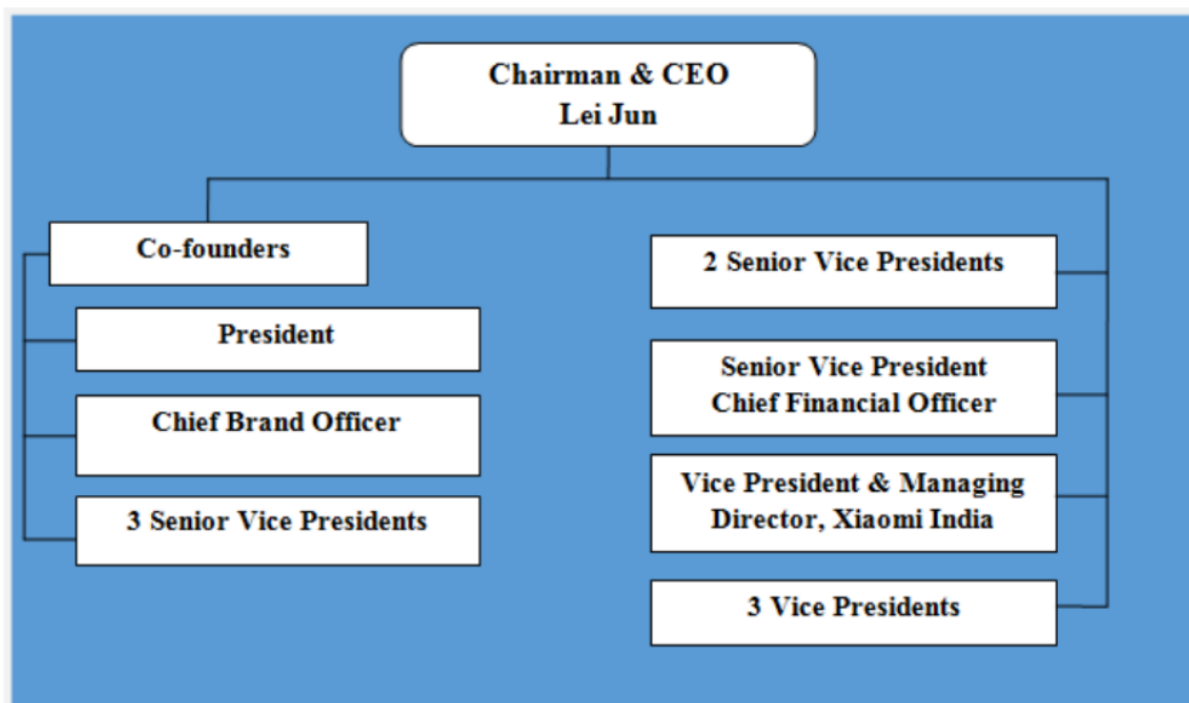 Chairman & CEO
Lei Jun
Co-founders
President
Chief Brand Officer
3 Senior Vice Presidents
2 Senior Vice Presidents
Senior Vice President
Chief Financial Officer
Vice President & Managing
Director, Xiaomi India
3 Vice Presidents